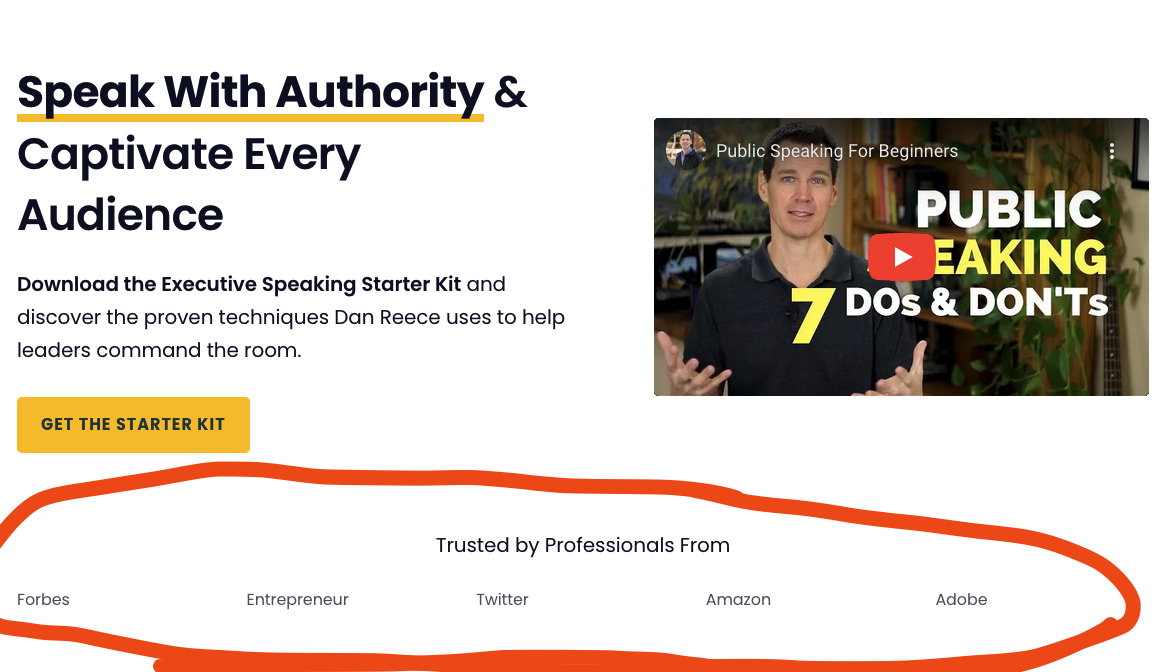 Speak With Authority &
Captivate Every
Audience
Download the Executive Speaking Starter Kit and
discover the proven techniques Dan Reece uses to help
leaders command the room.
GET THE STARTER KIT
Public Speaking For Beginners
PUBLIC
EAKING
7 DOs & DON'Ts
Trusted by Professionals From
Forbes Entrepreneur Twitter Amazon Adobe